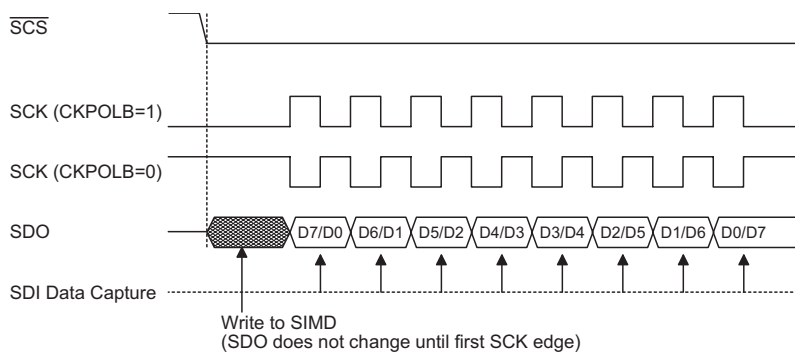 SCS
SCK (CKPOLB=1)
SCK (CKPOLB=0)
SDO
D7/D0 D6/D1 D5/D2 D4/D3 D3/D4 D2/D5 D1/D6 D0/D7
SDI Data Capture
Write to SIMD
(SDO does not change until first SCK edge)